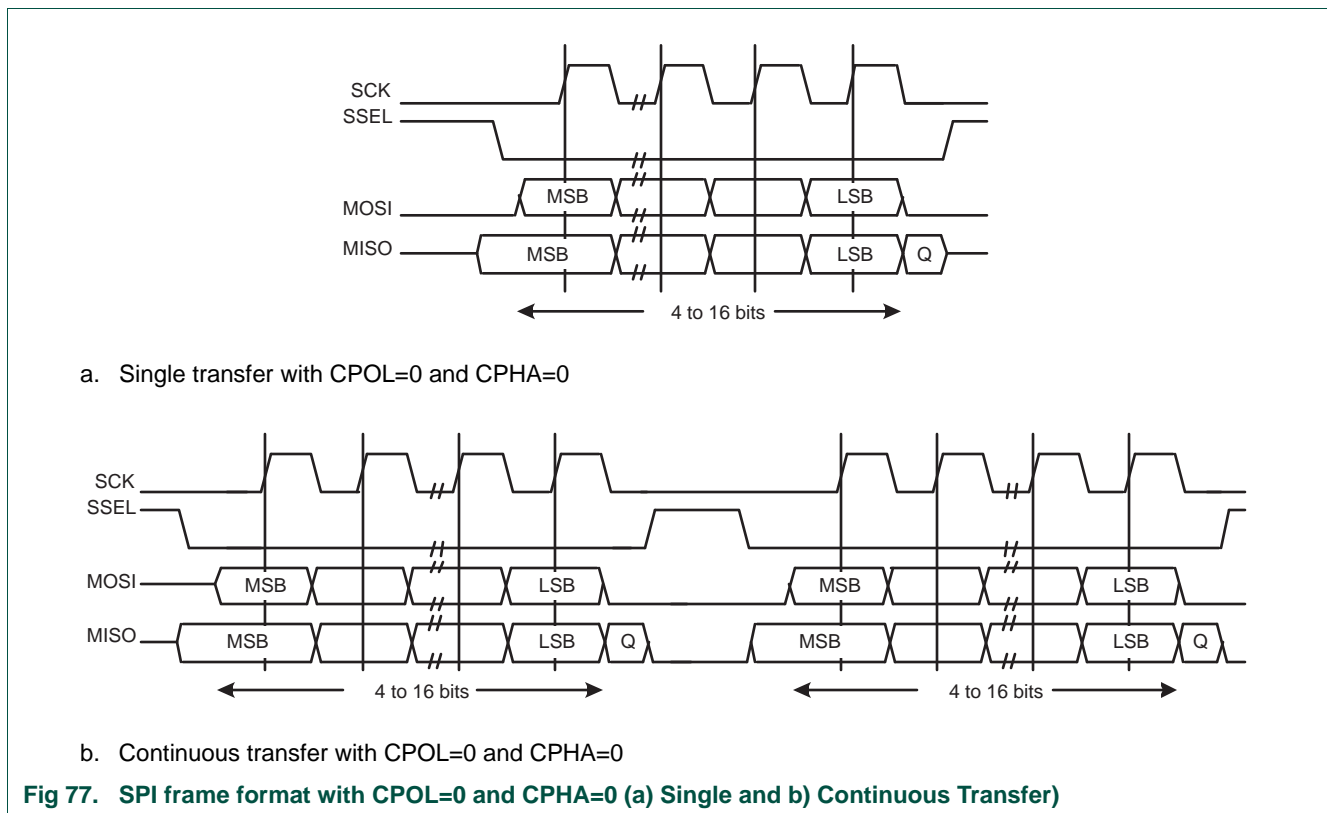 SCK
SSEL
MOSI
MSB
LSB
MISO
MSB
LSB
Q
4 to 16 bits
a. Single transfer with CPOL=0 and CPHA=0
SCK
SSEL
MOSI
MSB
LSB
MSB
LSB
MISO
MSB
LSB
Q
MSB
LSB
Q
4 to 16 bits
4 to 16 bits
b. Continuous transfer with CPOL=0 and CPHA=0
Fig 77. SPI frame format with CPOL=0 and CPHA=0 (a) Single and b) Continuous Transfer)